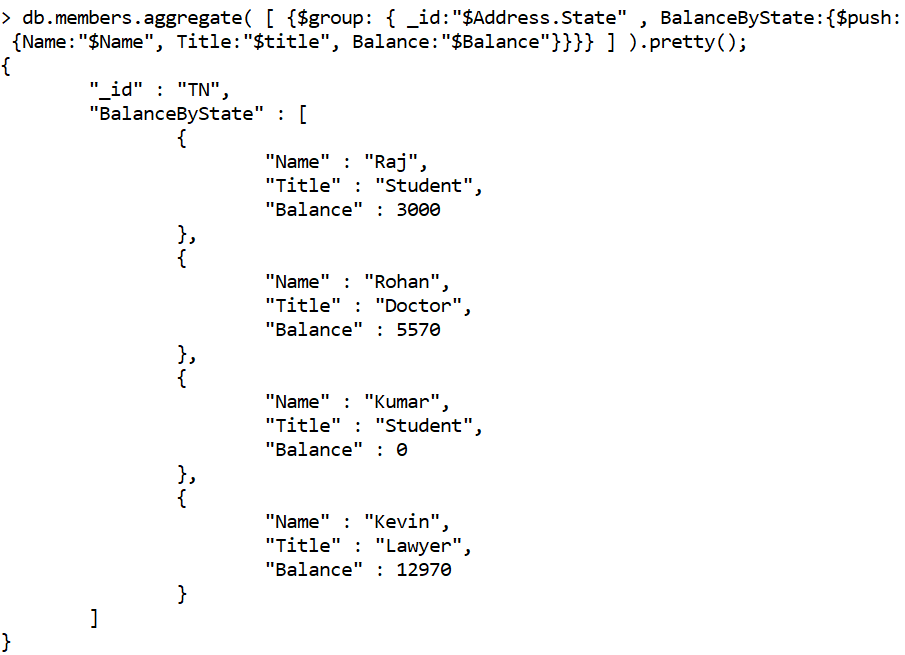 > db.members.aggregate( [ {$group: { _id:"$Address.State" , BalanceByState:{$push:
{Name:"$Name", Title:"$title", Balance:"$Balance"}}}} ] ).pretty();
{
"_id" : "TN",
"BalanceByState" : [
{
"Name" : "Raj",
"Title" : "Student",
"Balance" : 3000
},
{
"Name" : "Rohan",
"Title" : "Doctor",
"Balance" : 5570
},
{
"Name" : "Kumar",
"Title" : "Student",
"Balance" : 0
},
{
"Name" : "Kevin",
"Title" : "Lawyer",
"Balance" : 12970
}
]
}